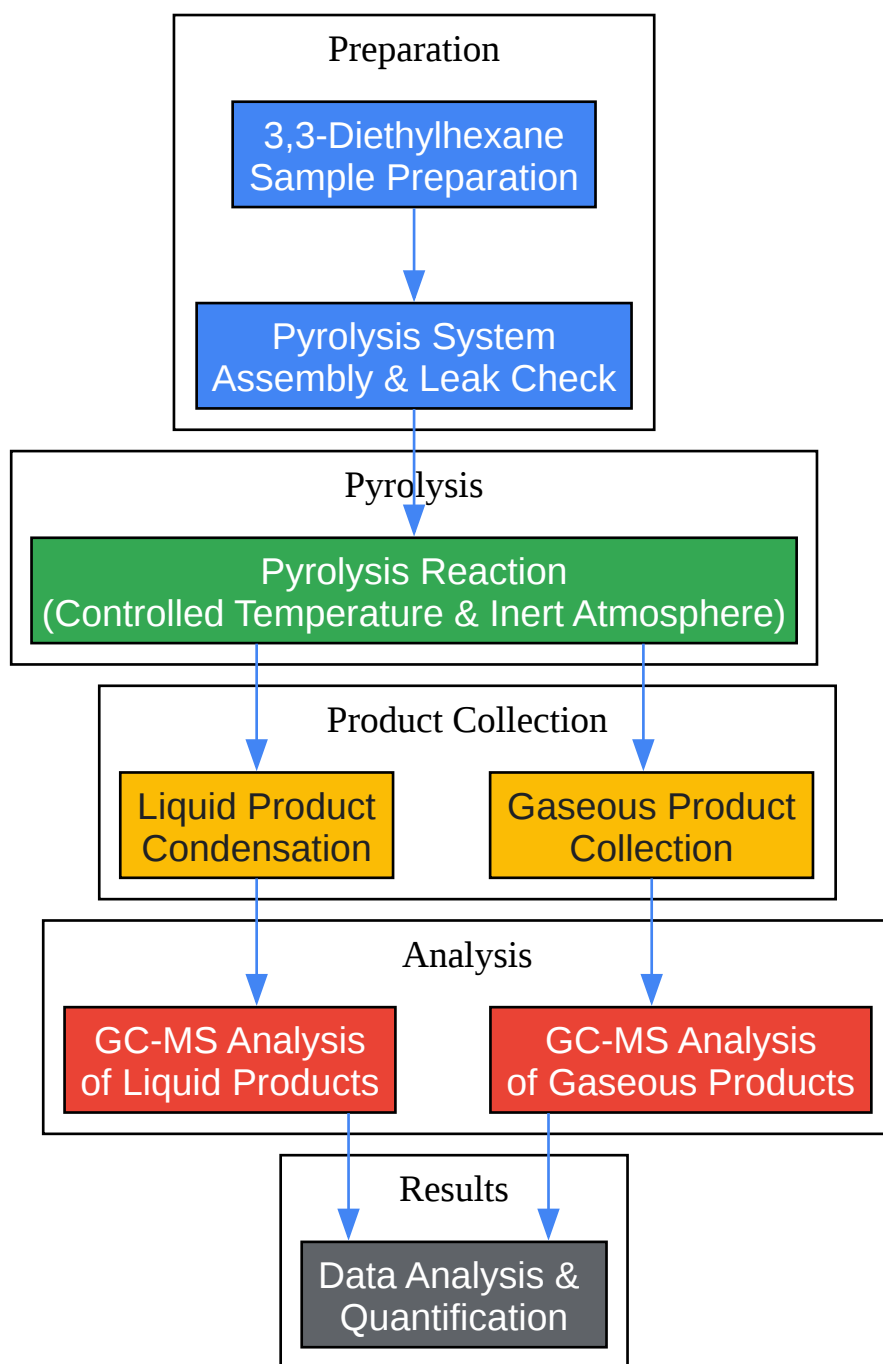 Preparation
3,3-Diethylhexane
Sample Preparation
Pyrolysis System
Assembly & Leak Check
Pyrolysis
Pyrolysis Reaction
(Controlled Temperature & Inert Atmosphere)
Product Collection
Liquid Product
Condensation
Gaseous Product
Collection
Analysis
GC-MS Analysis
of Liquid Products
GC-MS Analysis
of Gaseous Products
Results
Data Analysis &
Quantification